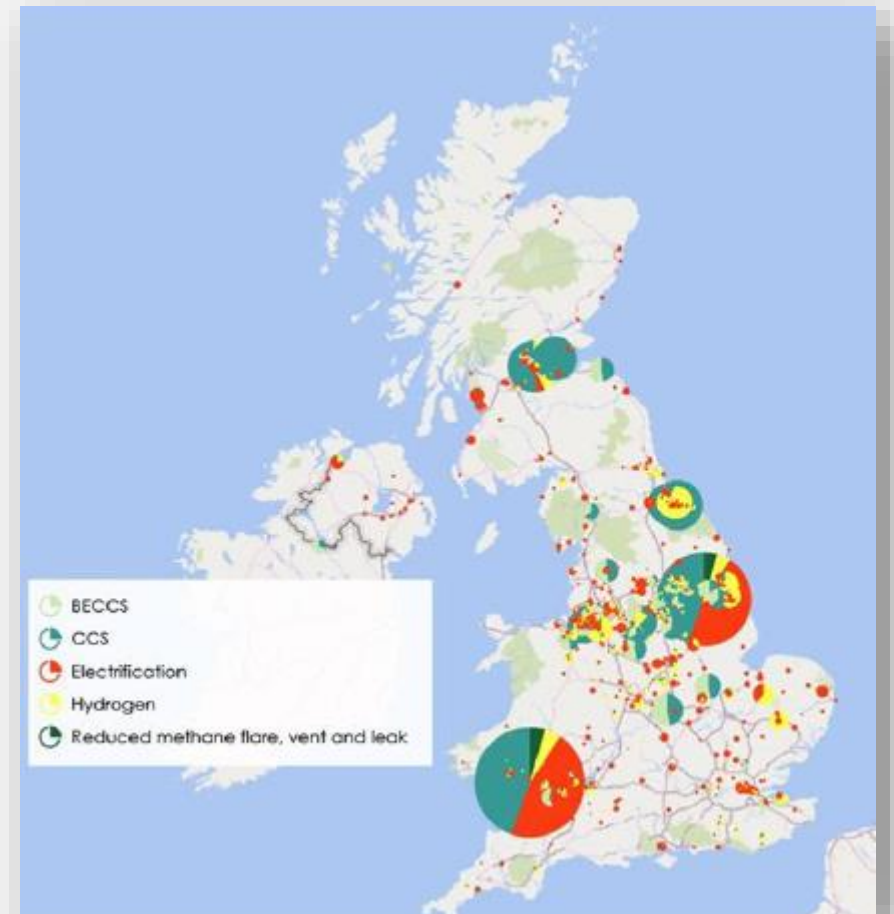 BECCS
CCS
Electrification
Hydrogen
Reduced methane flare, vent and leak